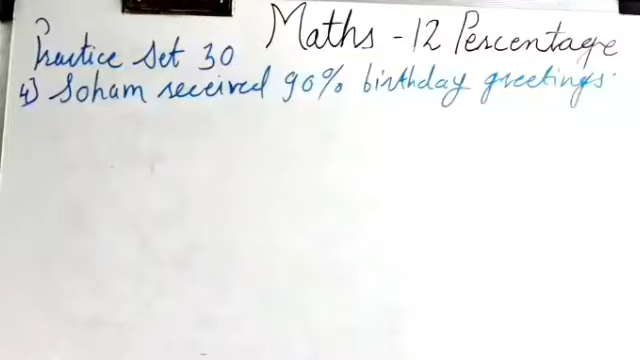 Maths - 12 Percentage
Practice Set 30
4) Soham received 90% birthday greetings.